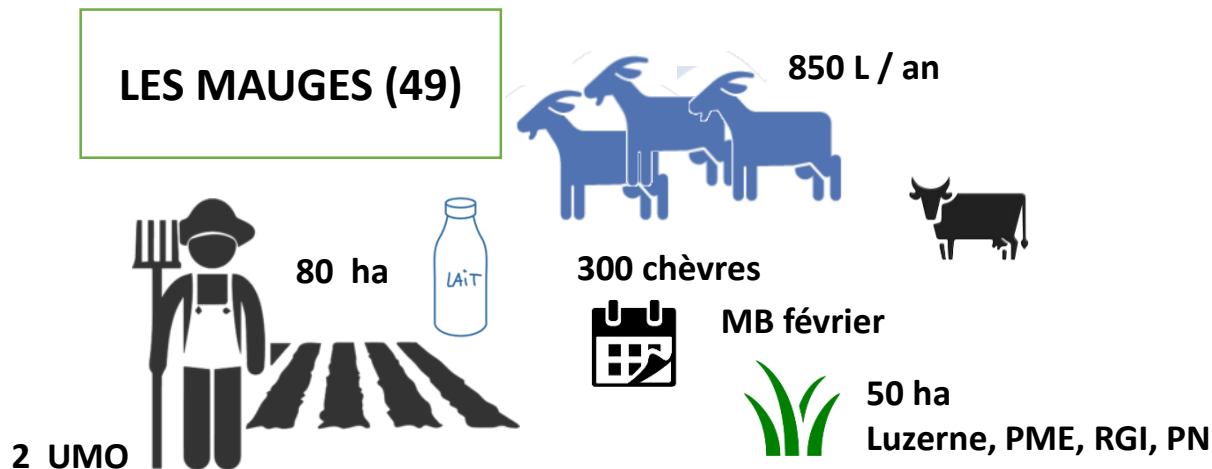 LES MAUGES (49)
850 L / an
80 ha
LAiT
300 chèvres
MB février
50 ha
Luzerne, PME, RGI, PN
2 UMO